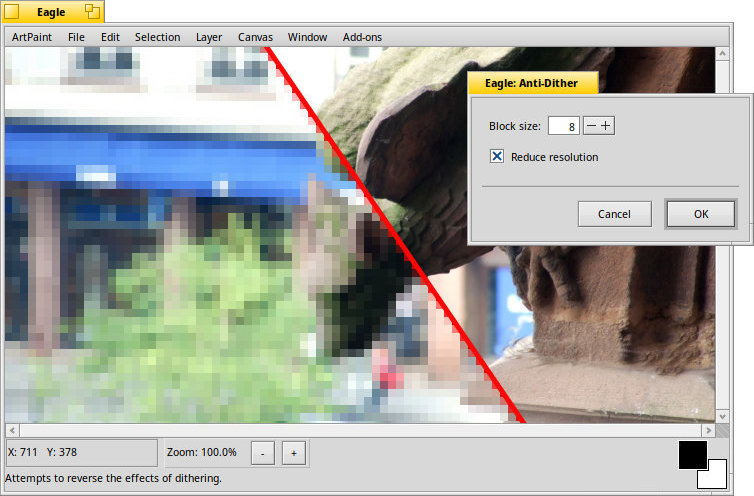 Eagle
ArtPaint File Edit Selection Layer Canvas Window Add-ons
Eagle: Anti-Dither
Block size: 8
Reduce resolution
Cancel OK
X: 711 Y: 378 Zoom: 100.0% - +
Attempts to reverse the effects of dithering.